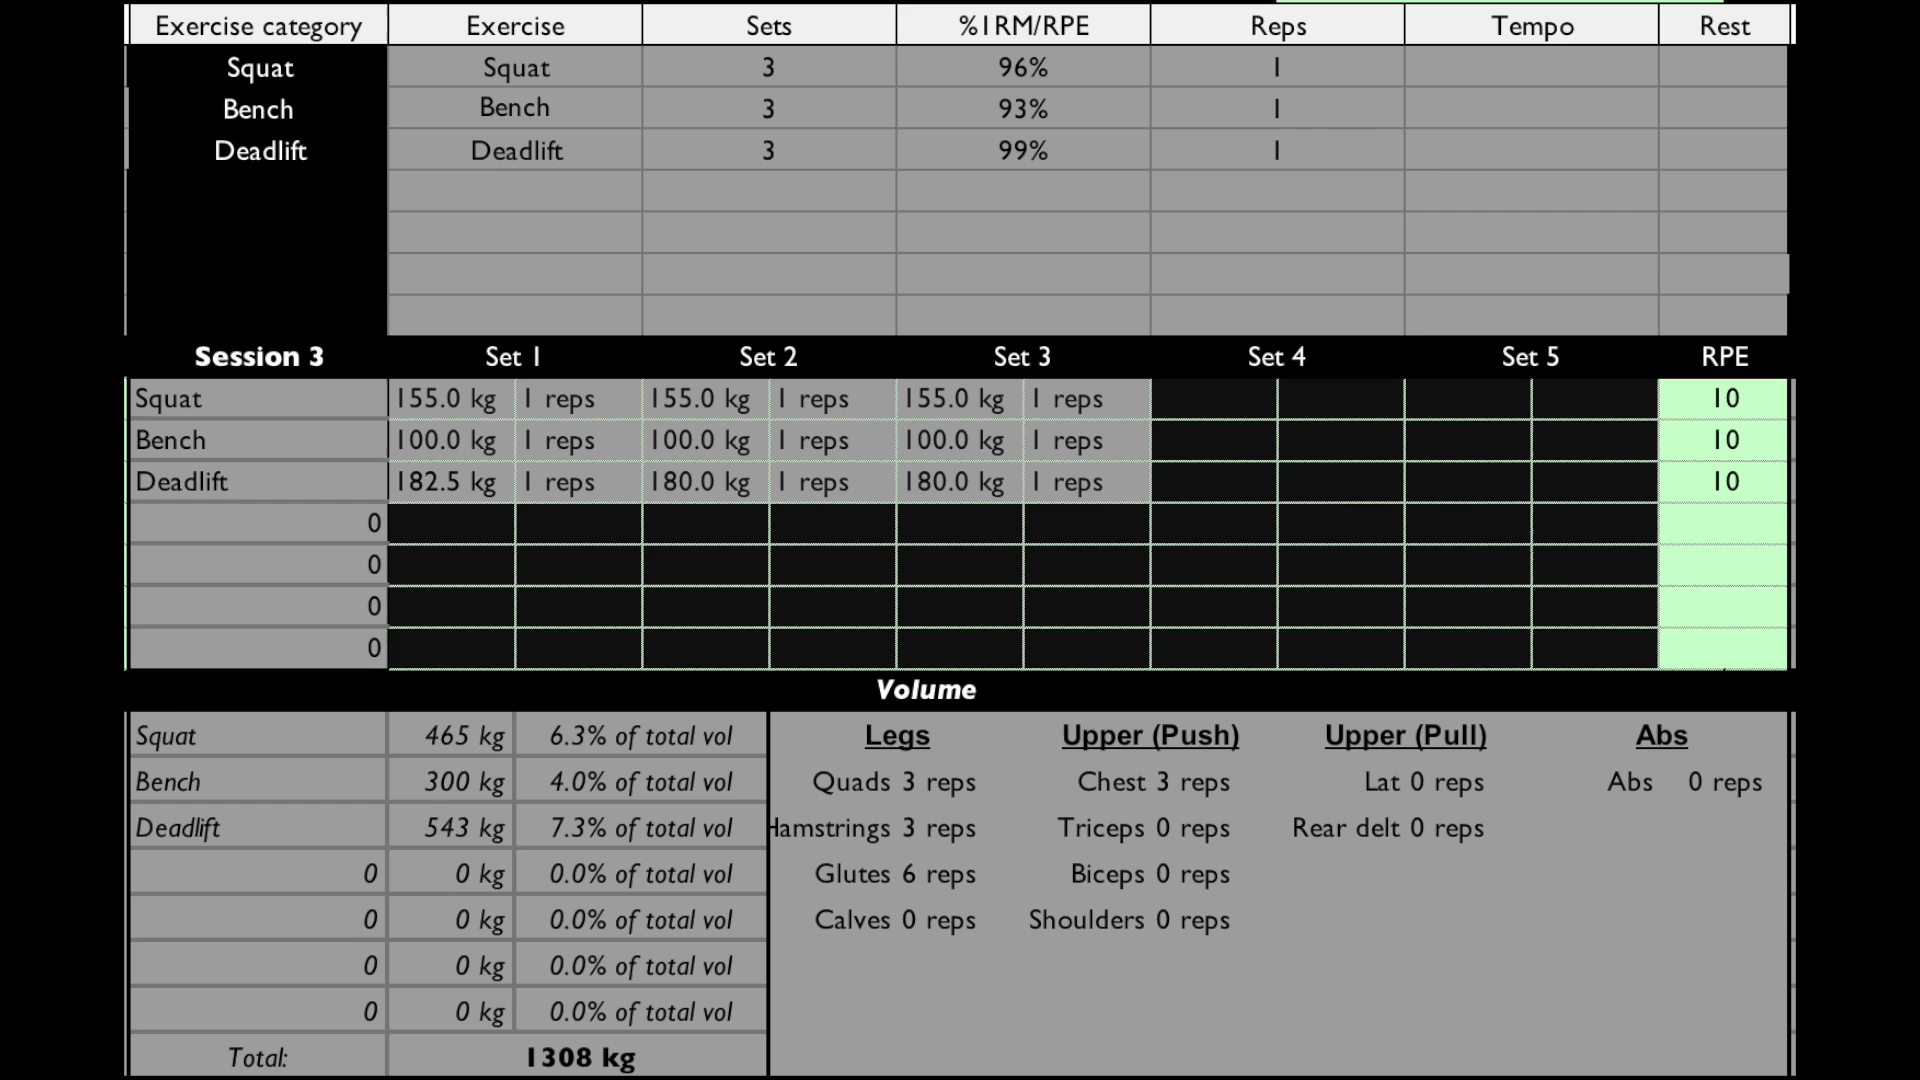 Exercise category Exercise Sets %1RM/RPE Reps Tempo Rest
Squat Squat 3 96% 1
Bench Bench 3 93% 1
Deadlift Deadlift 3 99% 1
Session 3 Set 1 Set 2 Set 3 Set 4 Set 5 RPE
Squat 155.0 kg 1 reps 155.0 kg 1 reps 155.0 kg 1 reps 10
Bench 100.0 kg 1 reps 100.0 kg 1 reps 100.0 kg 1 reps 10
Deadlift 182.5 kg 1 reps 180.0 kg 1 reps 180.0 kg 1 reps 10
0
0
0
0
Volume
Squat 465 kg 6.3% of total vol Legs Upper (Push) Upper (Pull) Abs
Bench 300 kg 4.0% of total vol Quads 3 reps Chest 3 reps Lat 0 reps Abs 0 reps
Deadlift 543 kg 7.3% of total vol Hamstrings 3 reps Triceps 0 reps Rear delt 0 reps
0 0 kg 0.0% of total vol Glutes 6 reps Biceps 0 reps
0 0 kg 0.0% of total vol Calves 0 reps Shoulders 0 reps
0 0 kg 0.0% of total vol
0 0 kg 0.0% of total vol
Total: 1308 kg